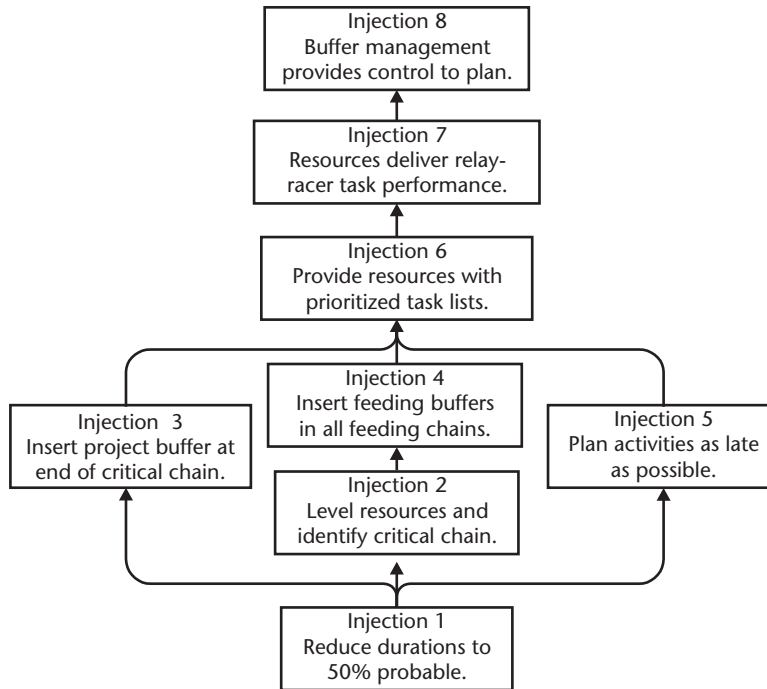 Injection 8
Buffer management
provides control to plan.
Injection 7
Resources deliver relay-
racer task performance.
Injection 6
Provide resources with
prioritized task lists.
Injection 4
Insert feeding buffers
in all feeding chains.
Injection 3
Insert project buffer at
end of critical chain.
Injection 5
Plan activities as late
as possible.
Injection 2
Level resources and
identify critical chain.
Injection 1
Reduce durations to
50% probable.